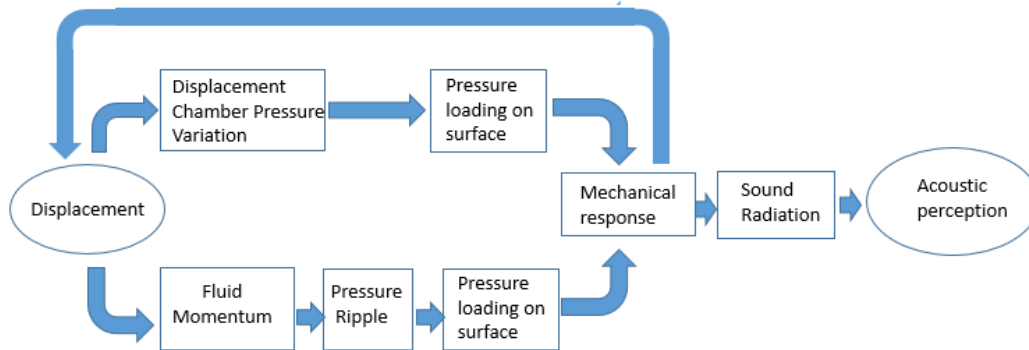 Displacement
Chamber Pressure
Variation
Pressure
loading on
surface
Displacement
Mechanical
response
Sound
Radiation
Acoustic
perception
Fluid
Momentum
Pressure
Ripple
Pressure
loading on
surface